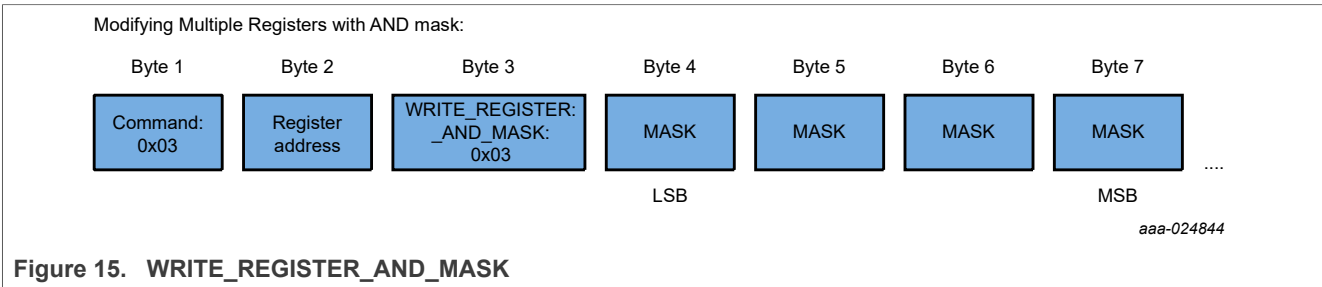 Modifying Multiple Registers with AND mask:
Byte 1 Byte 2 Byte 3 Byte 4 Byte 5 Byte 6 Byte 7
Command:
0x03
Register
address
WRITE_REGISTER:
_AND_MASK:
0x03
MASK
MASK
MASK
MASK
....
LSB MSB
aaa-024844
Figure 15. WRITE_REGISTER_AND_MASK